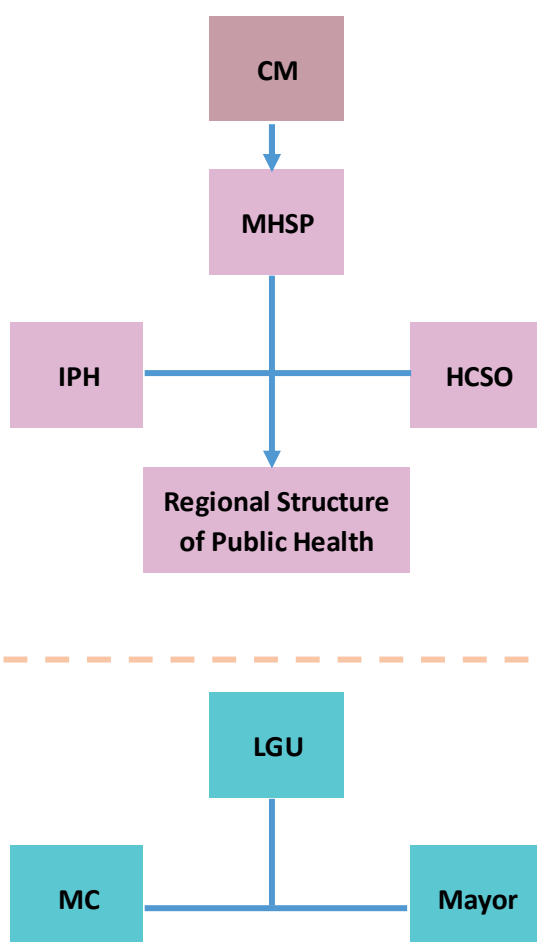 CM
MHSP
IPH
HCSO
Regional Structure
of Public Health
LGU
MC
Mayor